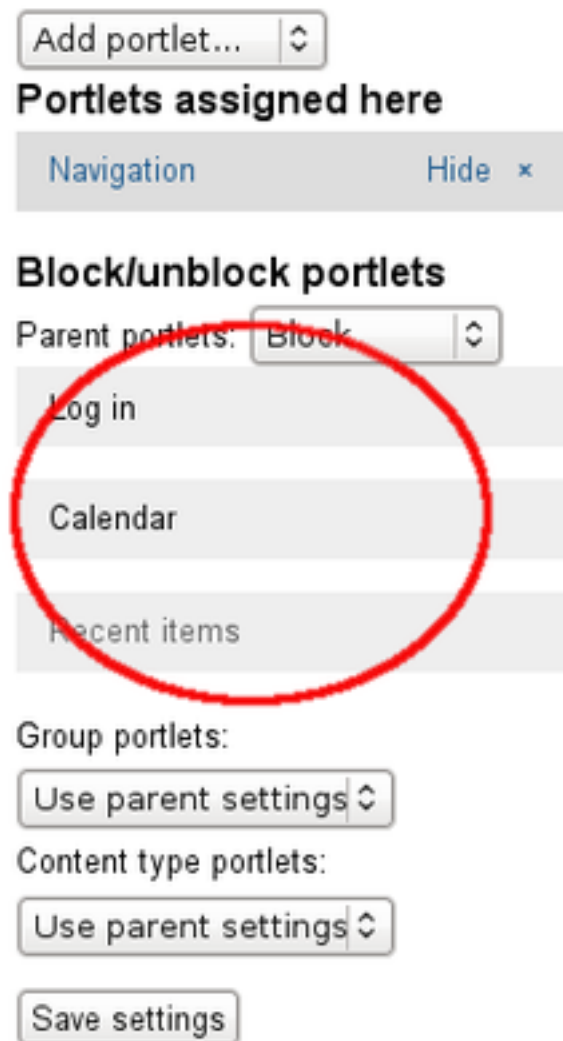 Add portlet...
Portlets assigned here
Navigation Hide ×
Block/unblock portlets
Parent portlets: Block
Log in
Calendar
Recent items
Group portlets:
Use parent settings
Content type portlets:
Use parent settings
Save settings